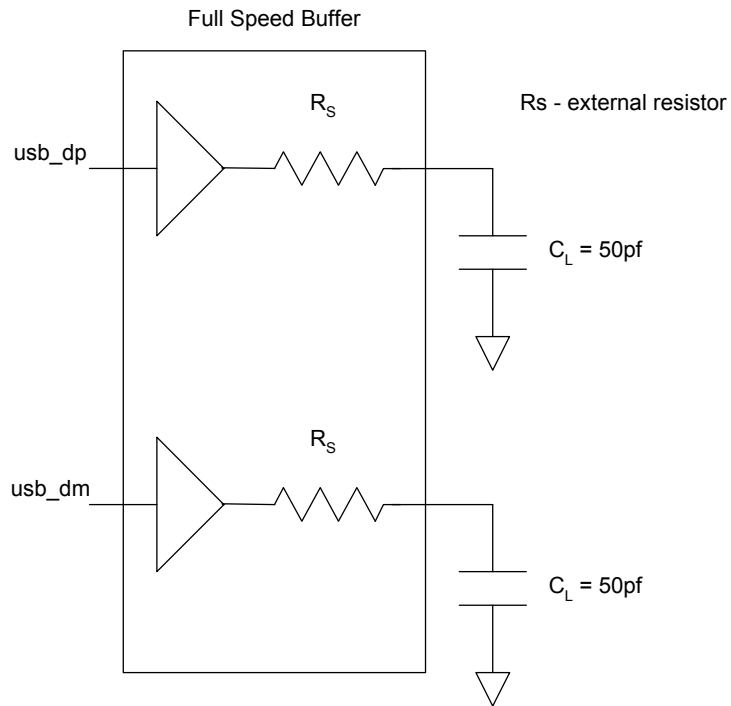 Full Speed Buffer
R_S
Rs - external resistor
usb_dp
C_L = 50pf
R_S
usb_dm
C_L = 50pf